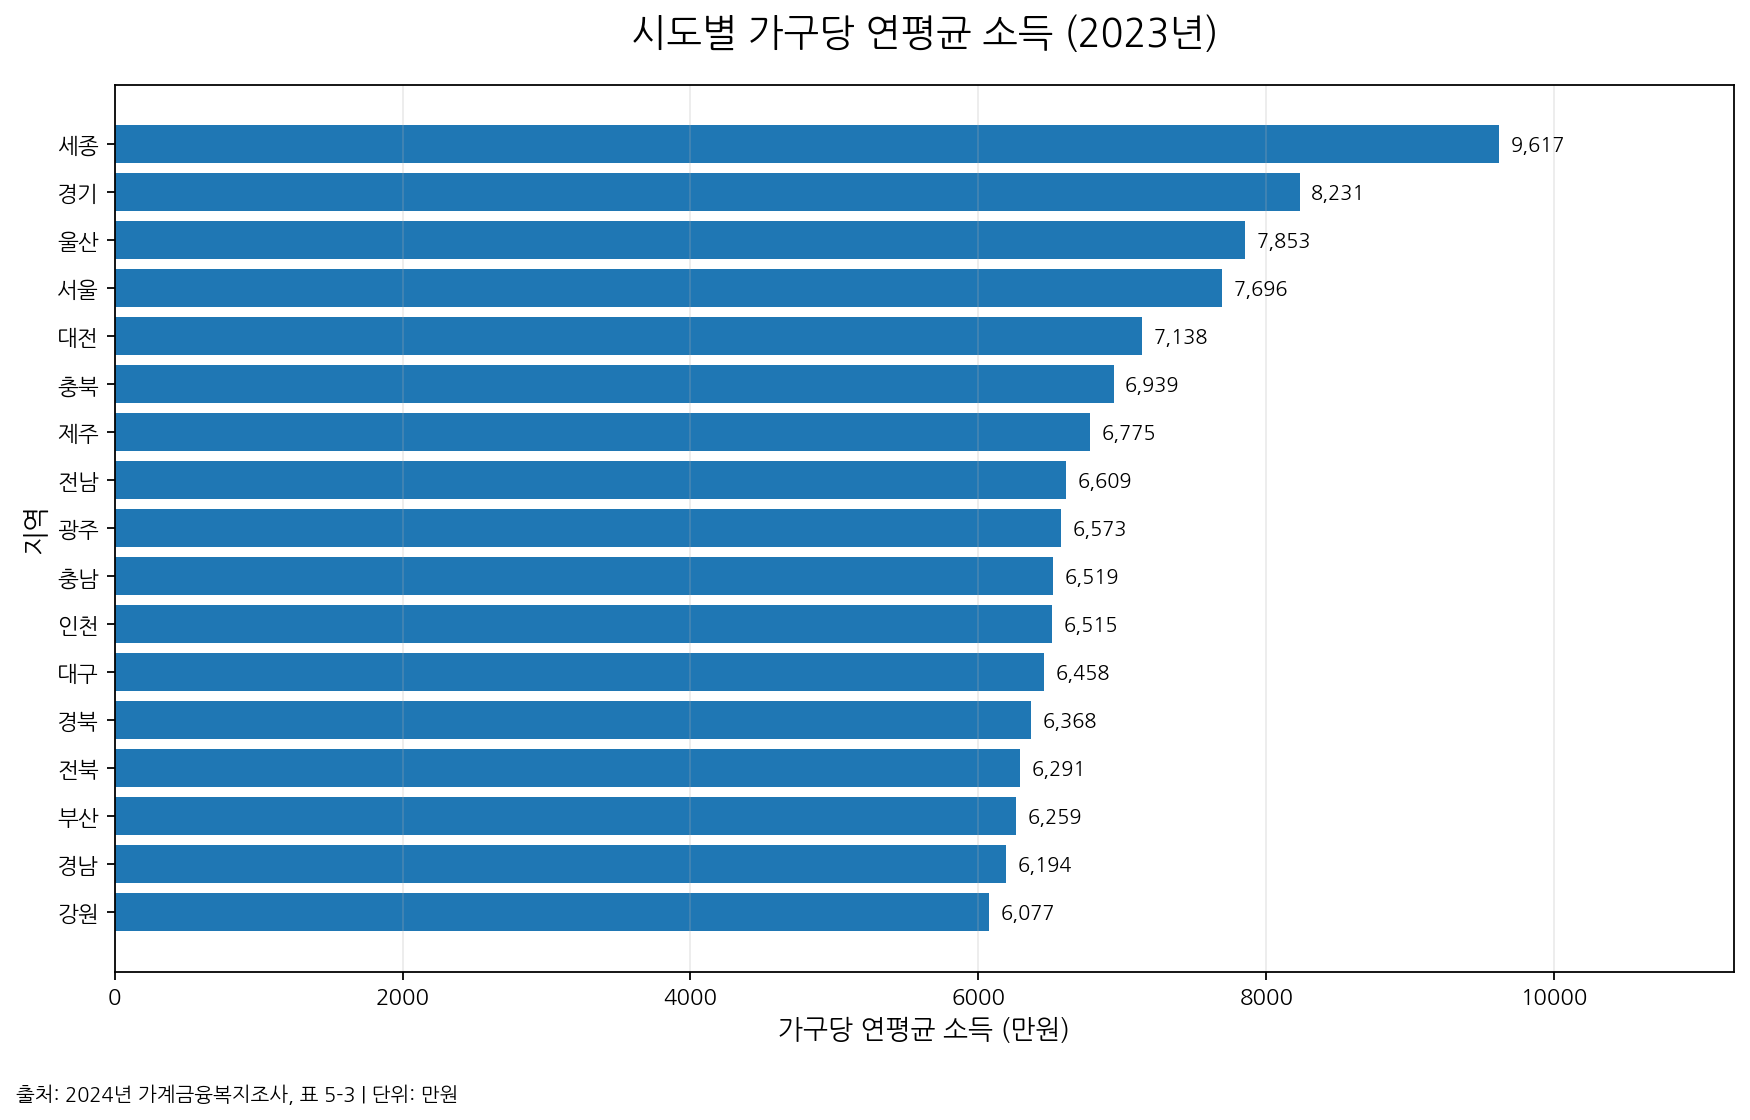 시도별 가구당 연평균 소득 (2023년)
지역
세종 9,617
경기 8,231
울산 7,853
서울 7,696
대전 7,138
충북 6,939
제주 6,775
전남 6,609
광주 6,573
충남 6,519
인천 6,515
대구 6,458
경북 6,368
전북 6,291
부산 6,259
경남 6,194
강원 6,077
0 2000 4000 6000 8000 10000
가구당 연평균 소득 (만원)
출처: 2024년 가계금융복지조사, 표 5-3 | 단위: 만원